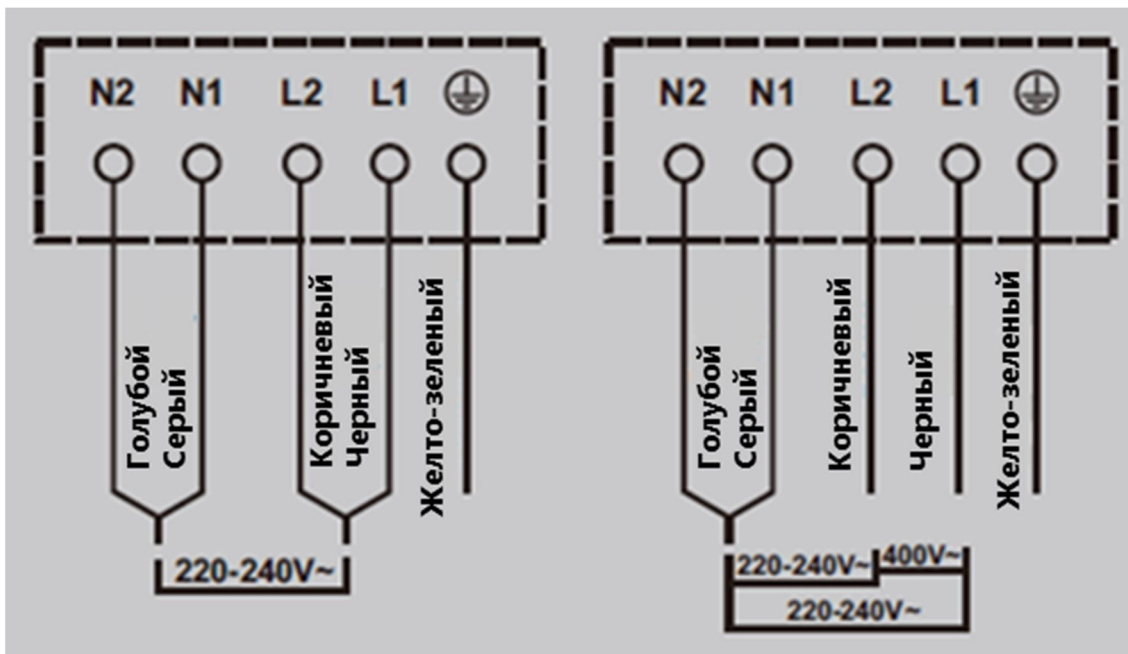 N2 N1 L2 L1
Голубой
Серый
Коричневый
Черный
Желто-зеленый
220-240V~
N2 N1 L2 L1
Голубой
Серый
Коричневый
Черный
Желто-зеленый
220-240V~
400V~
220-240V~